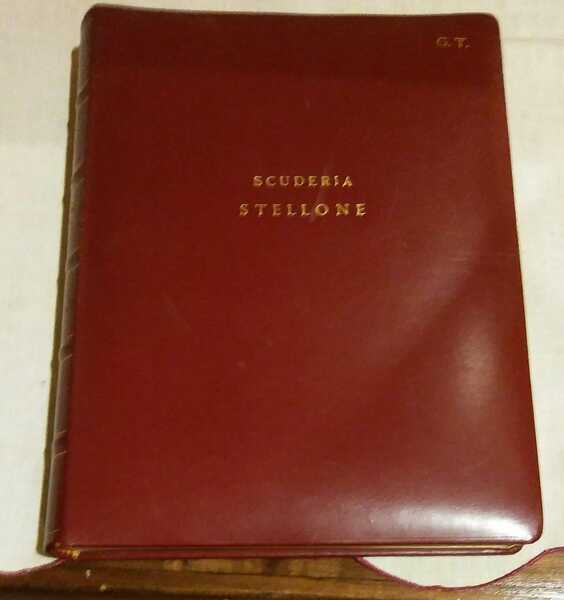 G. T.
SCUDERIA
STELLONE